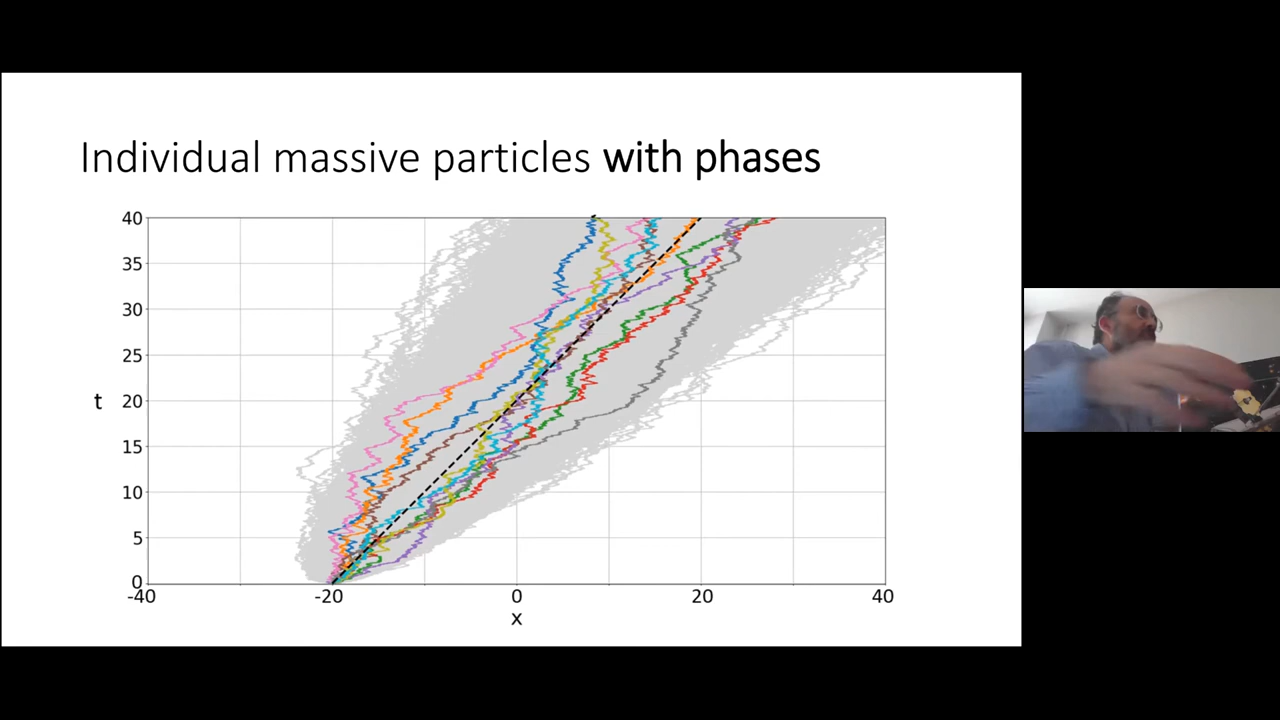 Individual massive particles with phases
40
35
30
25
t
20
15
10
5
0
-40 -20 0 20 40
x